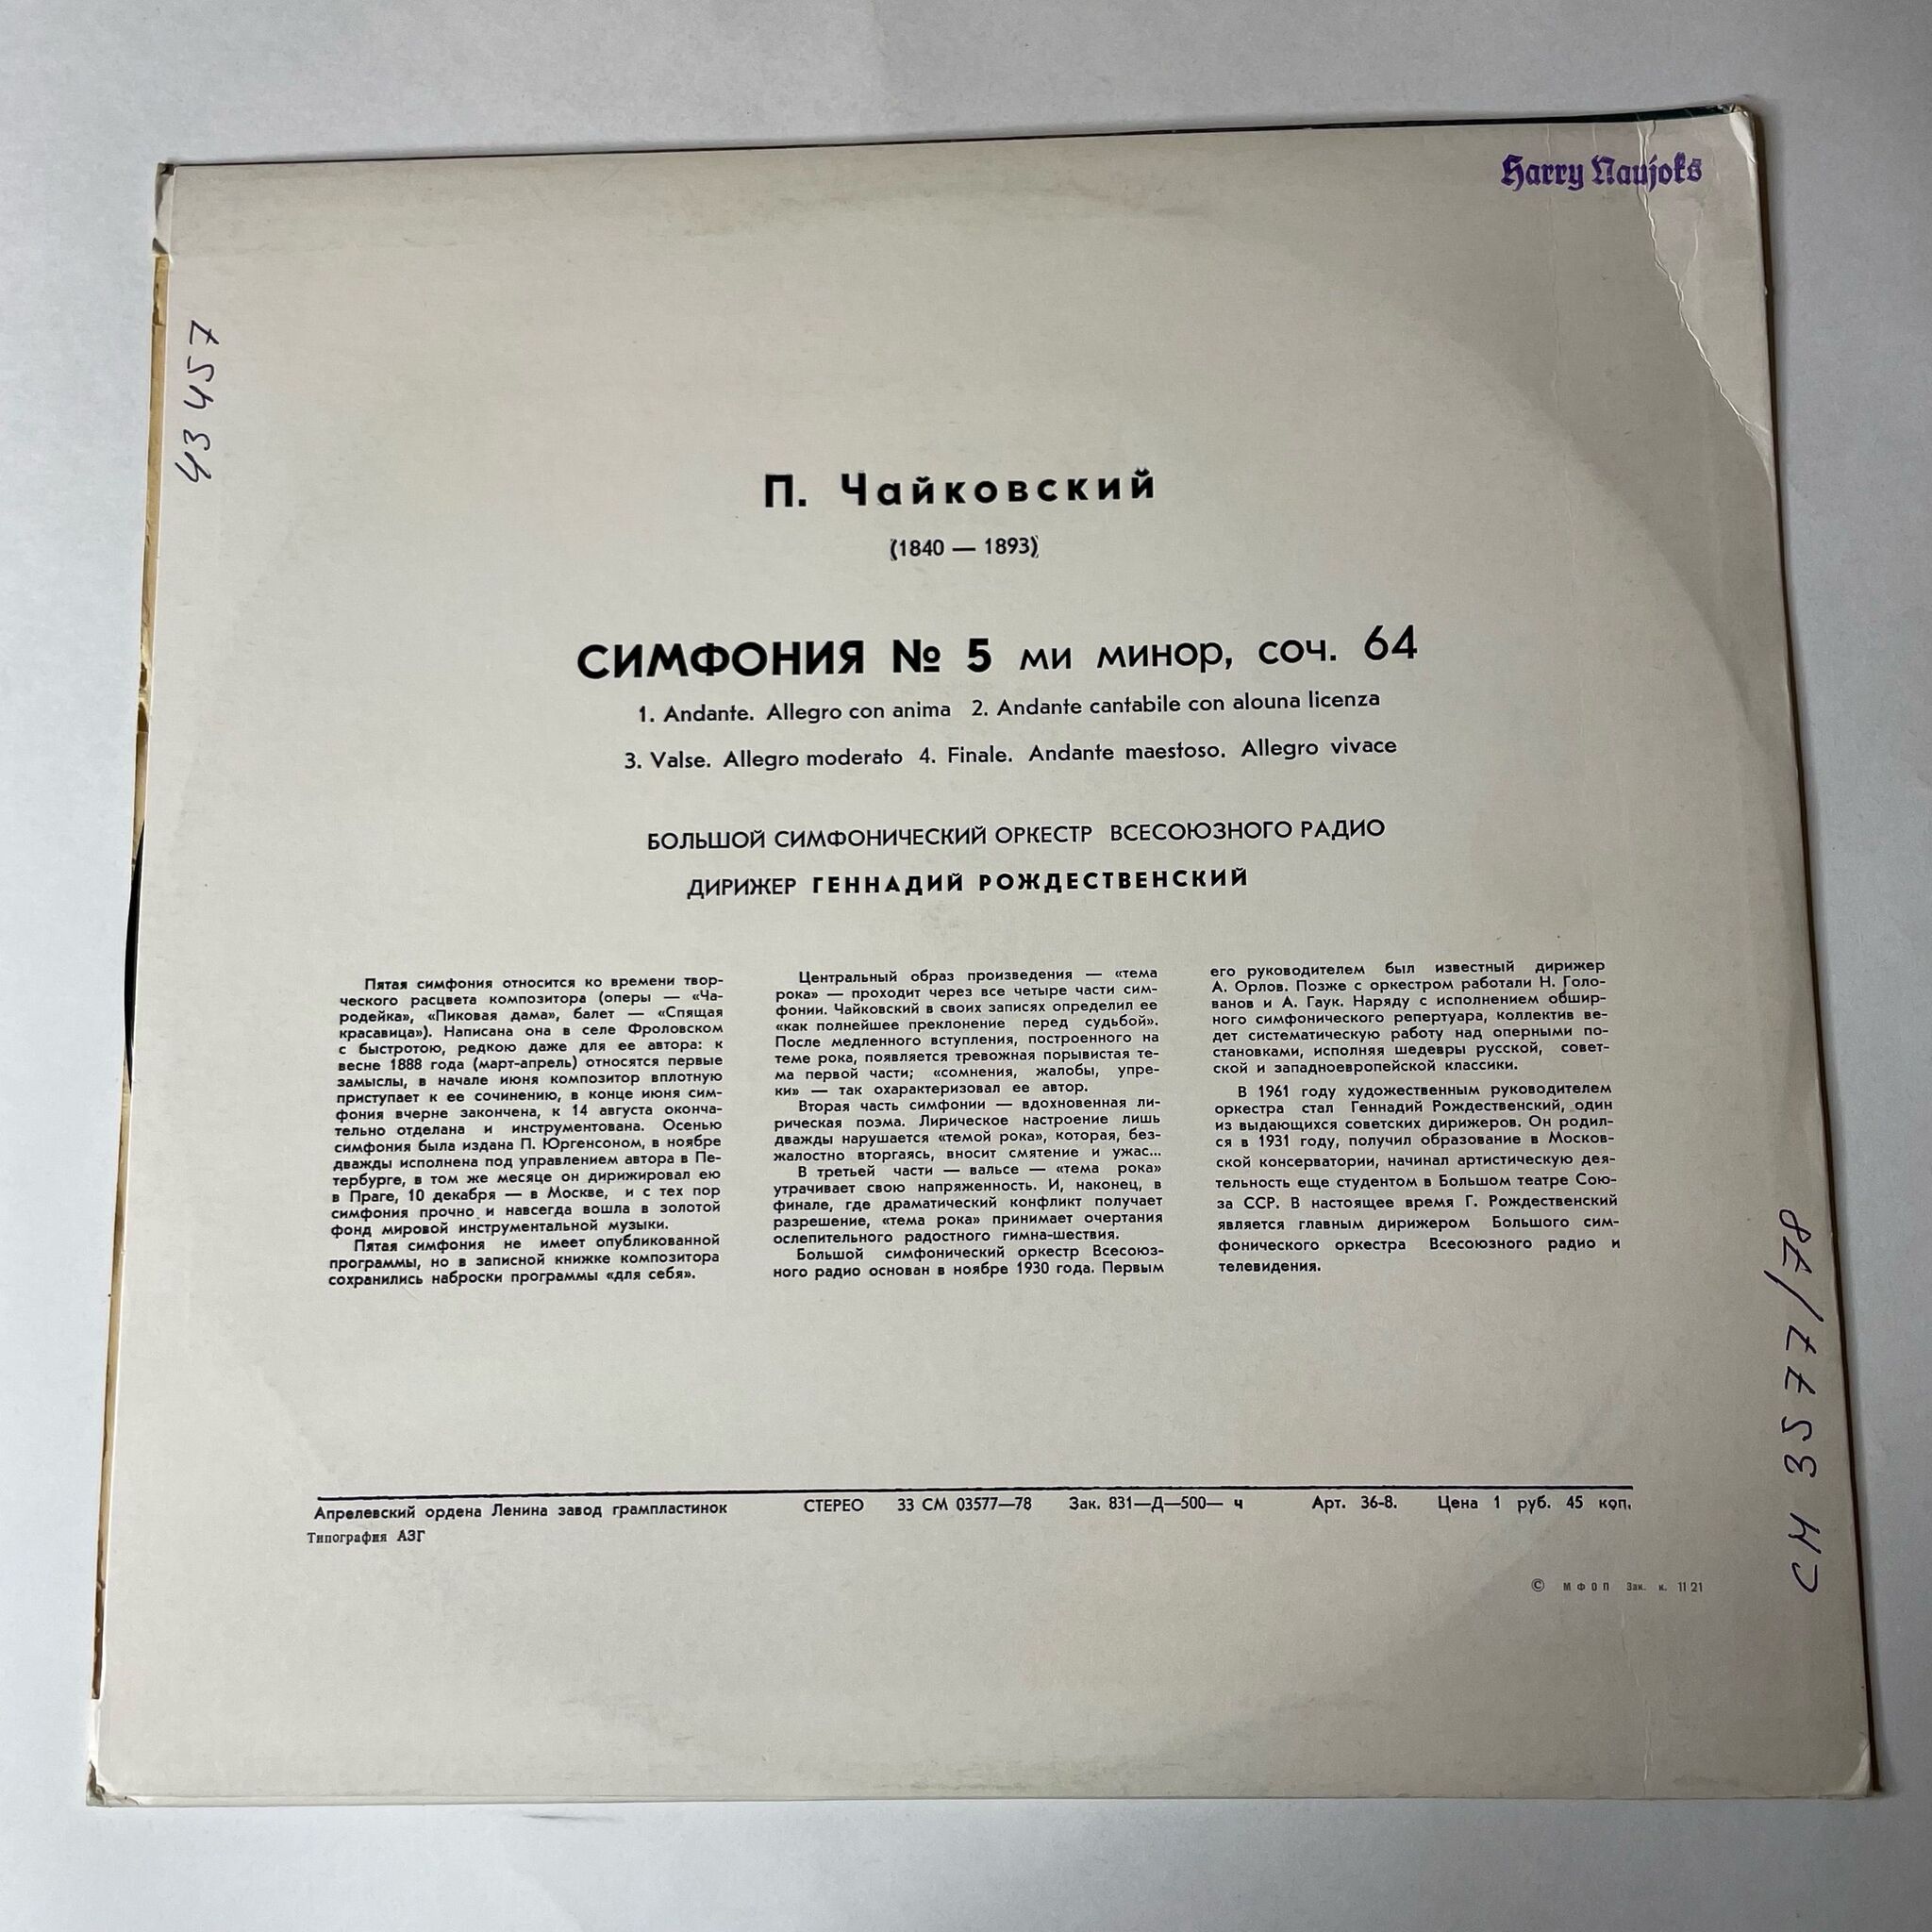 Harry Naujoks
43 457
П. Чайковский
(1840 — 1893)
СИМФОНИЯ № 5 ми минор, соч. 64
1. Andante. Allegro con anima 2. Andante cantabile con alouna licenza
3. Valse. Allegro moderato 4. Finale. Andante maestoso. Allegro vivace
БОЛЬШОЙ СИМФОНИЧЕСКИЙ ОРКЕСТР ВСЕСОЮЗНОГО РАДИО
ДИРИЖЕР ГЕННАДИЙ РОЖДЕСТВЕНСКИЙ
Пятая симфония относится ко времени твор-
ческого расцвета композитора (оперы — «Ча-
родейка», «Пиковая дама», балет — «Спящая
красавица»). Написана она в селе Фроловском
с быстротою, редкою даже для ее автора: к
весне 1888 года (март-апрель) относятся первые
замыслы, в начале июня композитор вплотную
приступает к ее сочинению, в конце июня сим-
фония вчерне закончена, к 14 августа оконча-
тельно отделана и инструментована. Осенью
симфония была издана П. Юргенсоном, в ноябре
дважды исполнена под управлением автора в Пе-
тербурге, в том же месяце он дирижировал ею
в Праге, 10 декабря — в Москве, и с тех пор
симфония прочно и навсегда вошла в золотой
фонд мировой инструментальной музыки.
Пятая симфония не имеет опубликованной
программы, но в записной книжке композитора
сохранились наброски программы «для себя».
Центральный образ произведения — «тема
рока» — проходит через все четыре части сим-
фонии. Чайковский в своих записях определил ее
«как полнейшее преклонение перед судьбой».
После медленного вступления, построенного на
теме рока, появляется тревожная порывистая те-
ма первой части; «сомнения, жалобы, упре-
ки» — так охарактеризовал ее автор.
Вторая часть симфонии — вдохновенная ли-
рическая поэма. Лирическое настроение лишь
дважды нарушается «темой рока», которая, без-
жалостно вторгаясь, вносит смятение и ужас...
В третьей части — вальсе — «тема рока»
утрачивает свою напряженность. И, наконец, в
финале, где драматический конфликт получает
разрешение, «тема рока» принимает очертания
ослепительного радостного гимна-шествия.
Большой симфонический оркестр Всесоюз-
ного радио основан в ноябре 1930 года. Первым
его руководителем был известный дирижер
А. Орлов. Позже с оркестром работали Н. Голо-
ванов и А. Гаук. Наряду с исполнением обшир-
ного симфонического репертуара, коллектив ве-
дет систематическую работу над оперными по-
становками, исполняя шедевры русской, совет-
ской и западноевропейской классики.
В 1961 году художественным руководителем
оркестра стал Геннадий Рождественский, один
из выдающихся советских дирижеров. Он родил-
ся в 1931 году, получил образование в Москов-
ской консерватории, начинал артистическую дея-
тельность еще студентом в Большом театре Сою-
за ССР. В настоящее время Г. Рождественский
является главным дирижером Большого сим-
фонического оркестра Всесоюзного радио и
телевидения.
СМ 3577/78
Апрелевский ордена Ленина завод грампластинок СТЕРЕО 33 СМ 03577—78 Зак. 831—Д—500— ч Арт. 36-8. Цена 1 руб. 45 коп.
Типография АЗГ
© МФОП Зак. к. 1121